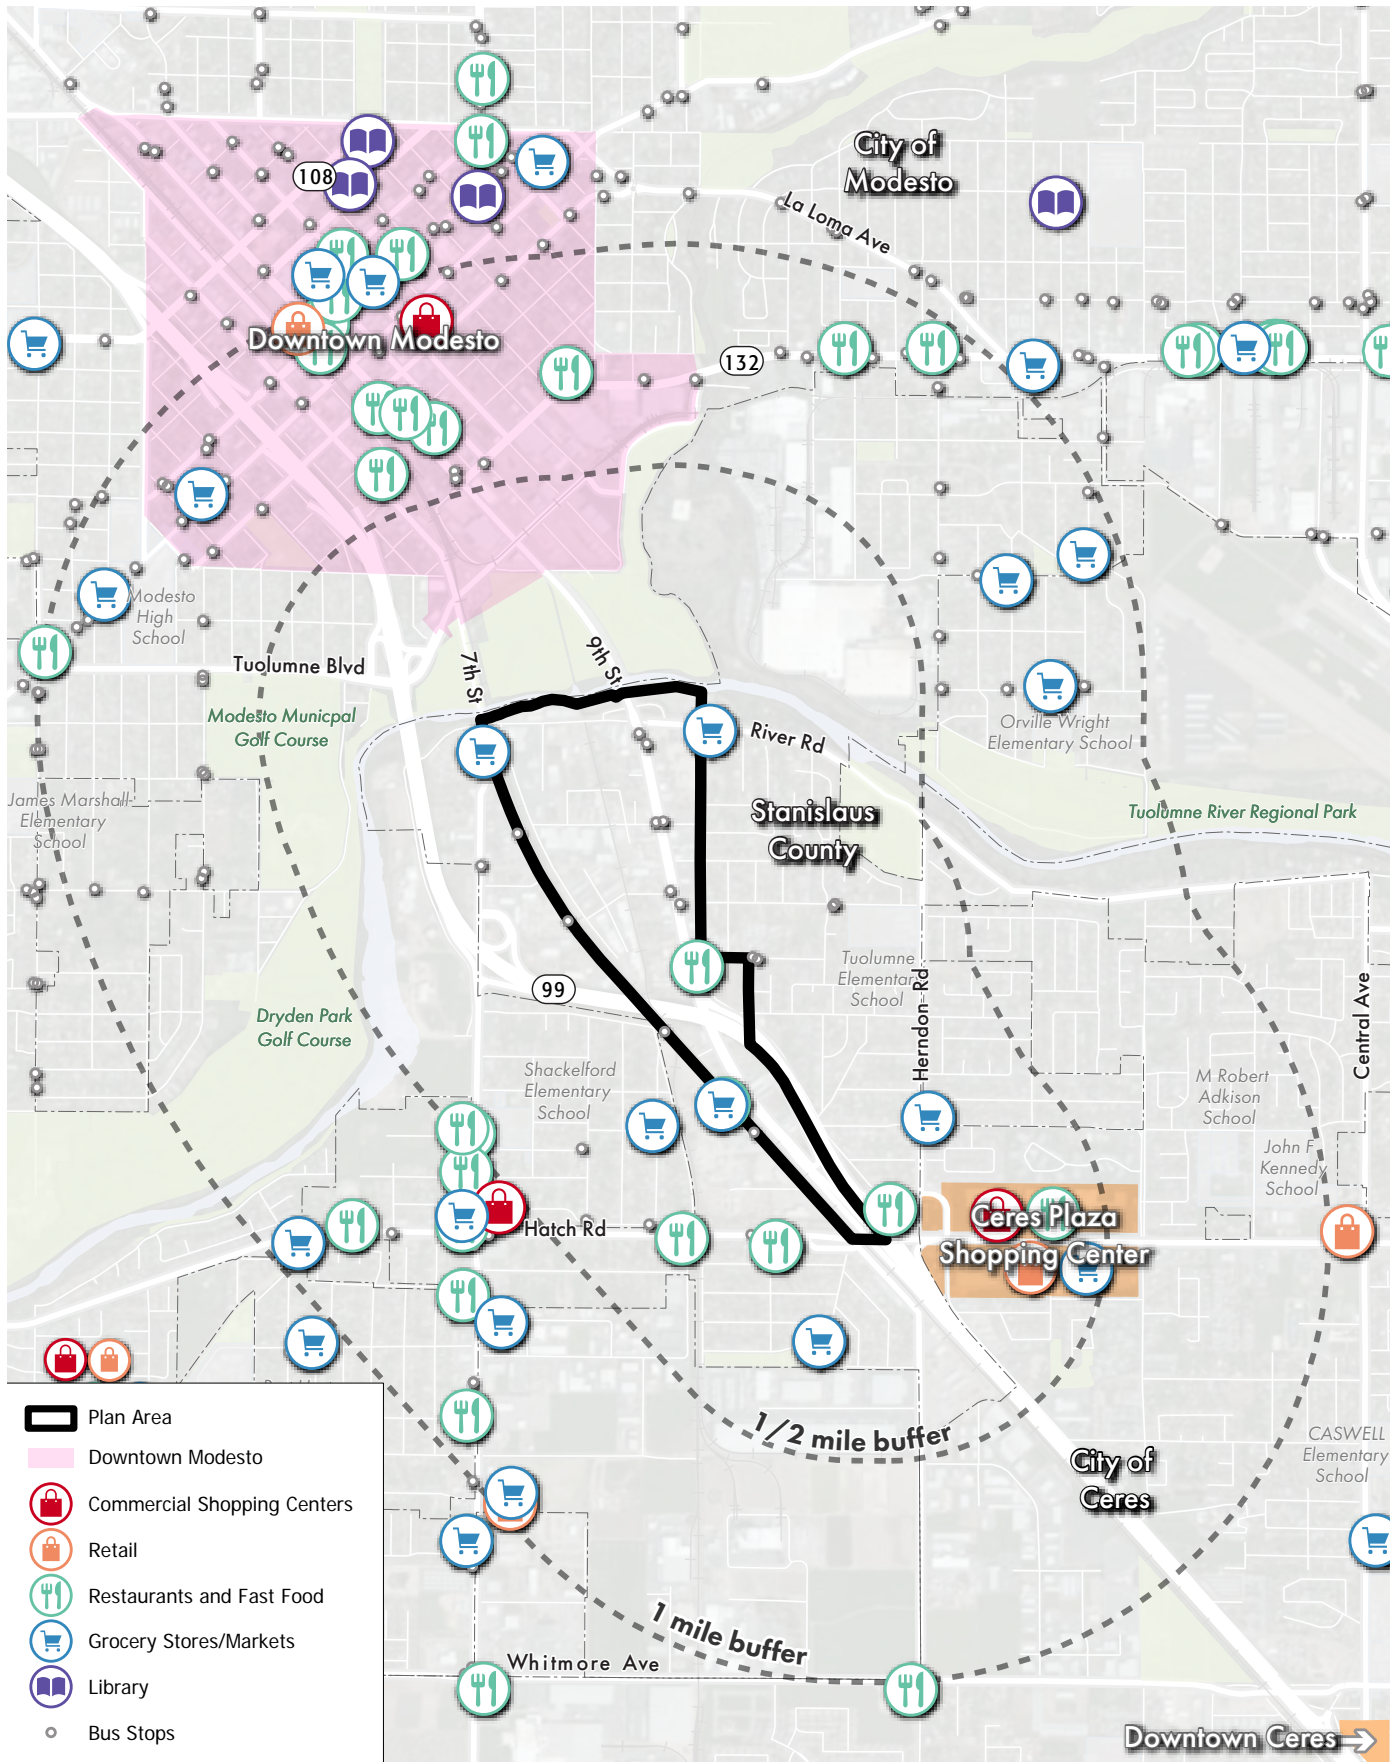 City of
Modesto
108
La Loma Ave
Downtown Modesto
132
Modesto
High
School
Tuolumne Blvd
7th St
9th St
Modesto Municpal
Golf Course
River Rd
Orville Wright
Elementary School
James Marshall
Elementary
School
Stanislaus
County
Tuolumne River Regional Park
Tuolumne
Elementary
School
Herndon Rd
Central Ave
99
Dryden Park
Golf Course
Shackelford
Elementary
School
M Robert
Adkison
School
John F
Kennedy
School
Hatch Rd
Ceres Plaza
Shopping Center
1/2 mile buffer
City of
Ceres
CASWELL
Elementary
School
1 mile buffer
Whitmore Ave
Downtown Ceres
Plan Area
Downtown Modesto
Commercial Shopping Centers
Retail
Restaurants and Fast Food
Grocery Stores/Markets
Library
Bus Stops